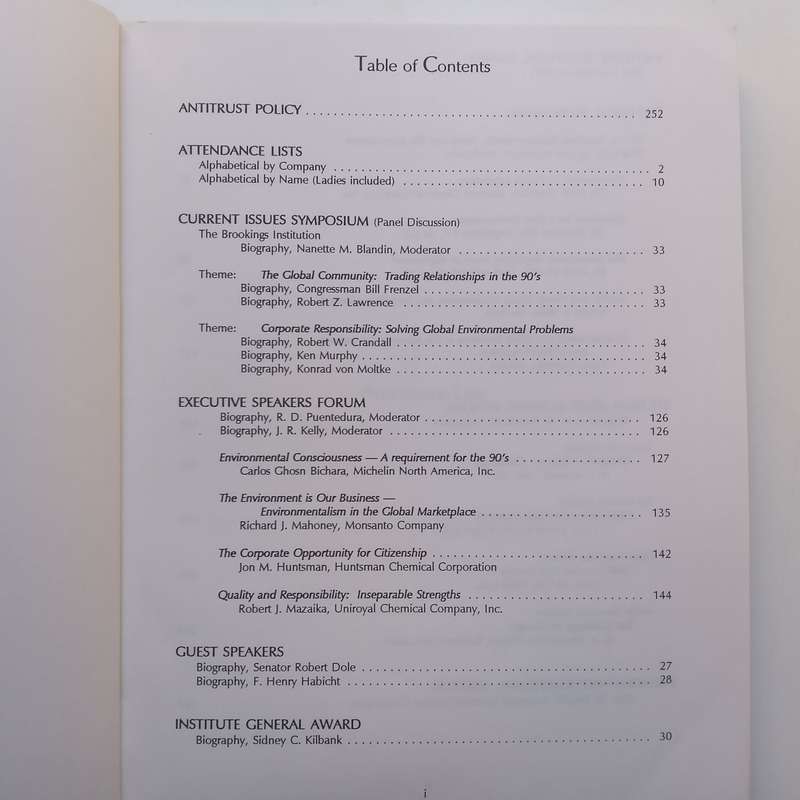 Table of Contents
ANTITRUST POLICY . . . . . . . . . . . . . . . . . . . . . . . . . . . . . . . . . . . . . . . . . . . . . . . 252
ATTENDANCE LISTS
Alphabetical by Company . . . . . . . . . . . . . . . . . . . . . . . . . . . . . . . . . . . . . . . . . . . . . 2
Alphabetical by Name (Ladies included) . . . . . . . . . . . . . . . . . . . . . . . . . . . . . . . . . . . 10
CURRENT ISSUES SYMPOSIUM (Panel Discussion)
The Brookings Institution
Biography, Nanette M. Blandin, Moderator . . . . . . . . . . . . . . . . . . . . . . . . . . . 33
Theme: The Global Community: Trading Relationships in the 90's
Biography, Congressman Bill Frenzel . . . . . . . . . . . . . . . . . . . . . . . . . . . . . . . . 33
Biography, Robert Z. Lawrence . . . . . . . . . . . . . . . . . . . . . . . . . . . . . . . . . . . 33
Theme: Corporate Responsibility: Solving Global Environmental Problems
Biography, Robert W. Crandall . . . . . . . . . . . . . . . . . . . . . . . . . . . . . . . . . . . . 34
Biography, Ken Murphy . . . . . . . . . . . . . . . . . . . . . . . . . . . . . . . . . . . . . . . . . 34
Biography, Konrad von Moltke . . . . . . . . . . . . . . . . . . . . . . . . . . . . . . . . . . . . 34
EXECUTIVE SPEAKERS FORUM
Biography, R. D. Puentedura, Moderator . . . . . . . . . . . . . . . . . . . . . . . . . . . . . . . 126
Biography, J. R. Kelly, Moderator . . . . . . . . . . . . . . . . . . . . . . . . . . . . . . . . . . . . 126
Environmental Consciousness — A requirement for the 90's . . . . . . . . . . . . . . . . . . 127
Carlos Ghosn Bichara, Michelin North America, Inc.
The Environment is Our Business —
Environmentalism in the Global Marketplace . . . . . . . . . . . . . . . . . . . . . . . 135
Richard J. Mahoney, Monsanto Company
The Corporate Opportunity for Citizenship . . . . . . . . . . . . . . . . . . . . . . . . . . . . . . 142
Jon M. Huntsman, Huntsman Chemical Corporation
Quality and Responsibility: Inseparable Strengths . . . . . . . . . . . . . . . . . . . . . . . . . 144
Robert J. Mazaika, Uniroyal Chemical Company, Inc.
GUEST SPEAKERS
Biography, Senator Robert Dole . . . . . . . . . . . . . . . . . . . . . . . . . . . . . . . . . . . . . . . . . 27
Biography, F. Henry Habicht . . . . . . . . . . . . . . . . . . . . . . . . . . . . . . . . . . . . . . . . . . . 28
INSTITUTE GENERAL AWARD
Biography, Sidney C. Kilbank . . . . . . . . . . . . . . . . . . . . . . . . . . . . . . . . . . . . . . . . . . . 30
i